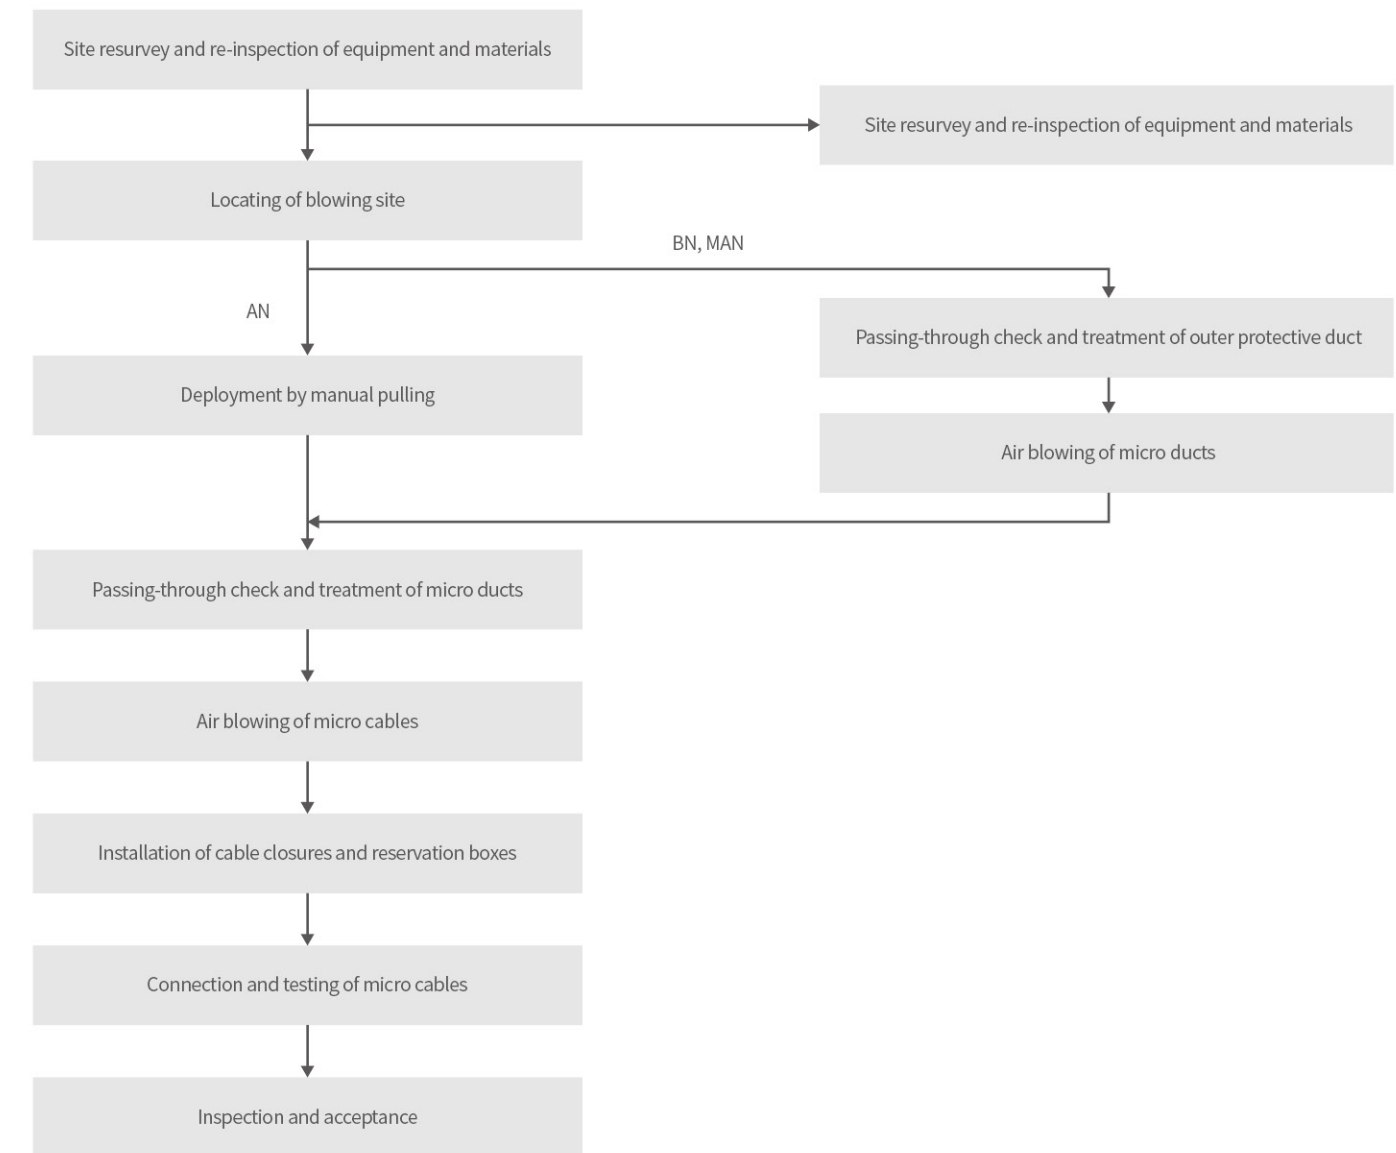 Site resurvey and re-inspection of equipment and materials
Site resurvey and re-inspection of equipment and materials
Locating of blowing site
BN, MAN
AN
Passing-through check and treatment of outer protective duct
Deployment by manual pulling
Air blowing of micro ducts
Passing-through check and treatment of micro ducts
Air blowing of micro cables
Installation of cable closures and reservation boxes
Connection and testing of micro cables
Inspection and acceptance